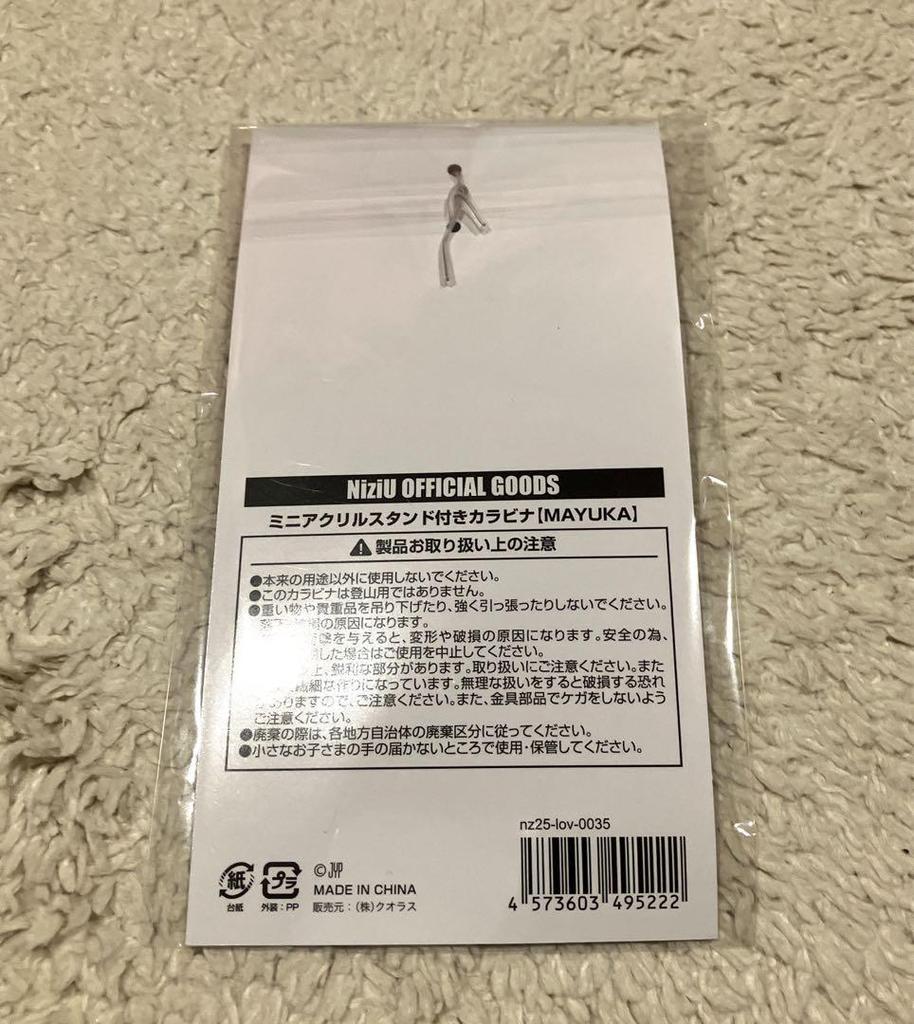 NiziU OFFICIAL GOODS
ミニアクリルスタンド付きカラビナ【MAYUKA】
製品お取り扱い上の注意
●本来の用途以外に使用しないでください。
●このカラビナは登山用ではありません。
●重い物や貴重品を吊り下げたり、強く引っ張ったりしないでください。
の原因になります。
を与えると、変形や破損の原因になります。安全の為、
した場合はご使用を中止してください。
上、鋭利な部分があります。取り扱いにご注意ください。また
繊細な作りになっています。無理な扱いをすると破損する恐れ
がありますので、ご注意ください。また、金具部品でケガをしないよう
ご注意ください。
●廃棄の際は、各地方自治体の廃棄区分に従ってください。
●小さなお子さまの手の届かないところで使用・保管してください。
nz25-lov-0035
紙
台紙
プラ
外装：PP
© JYP
MADE IN CHINA
販売元：（株）クオラス
4 573603 495222